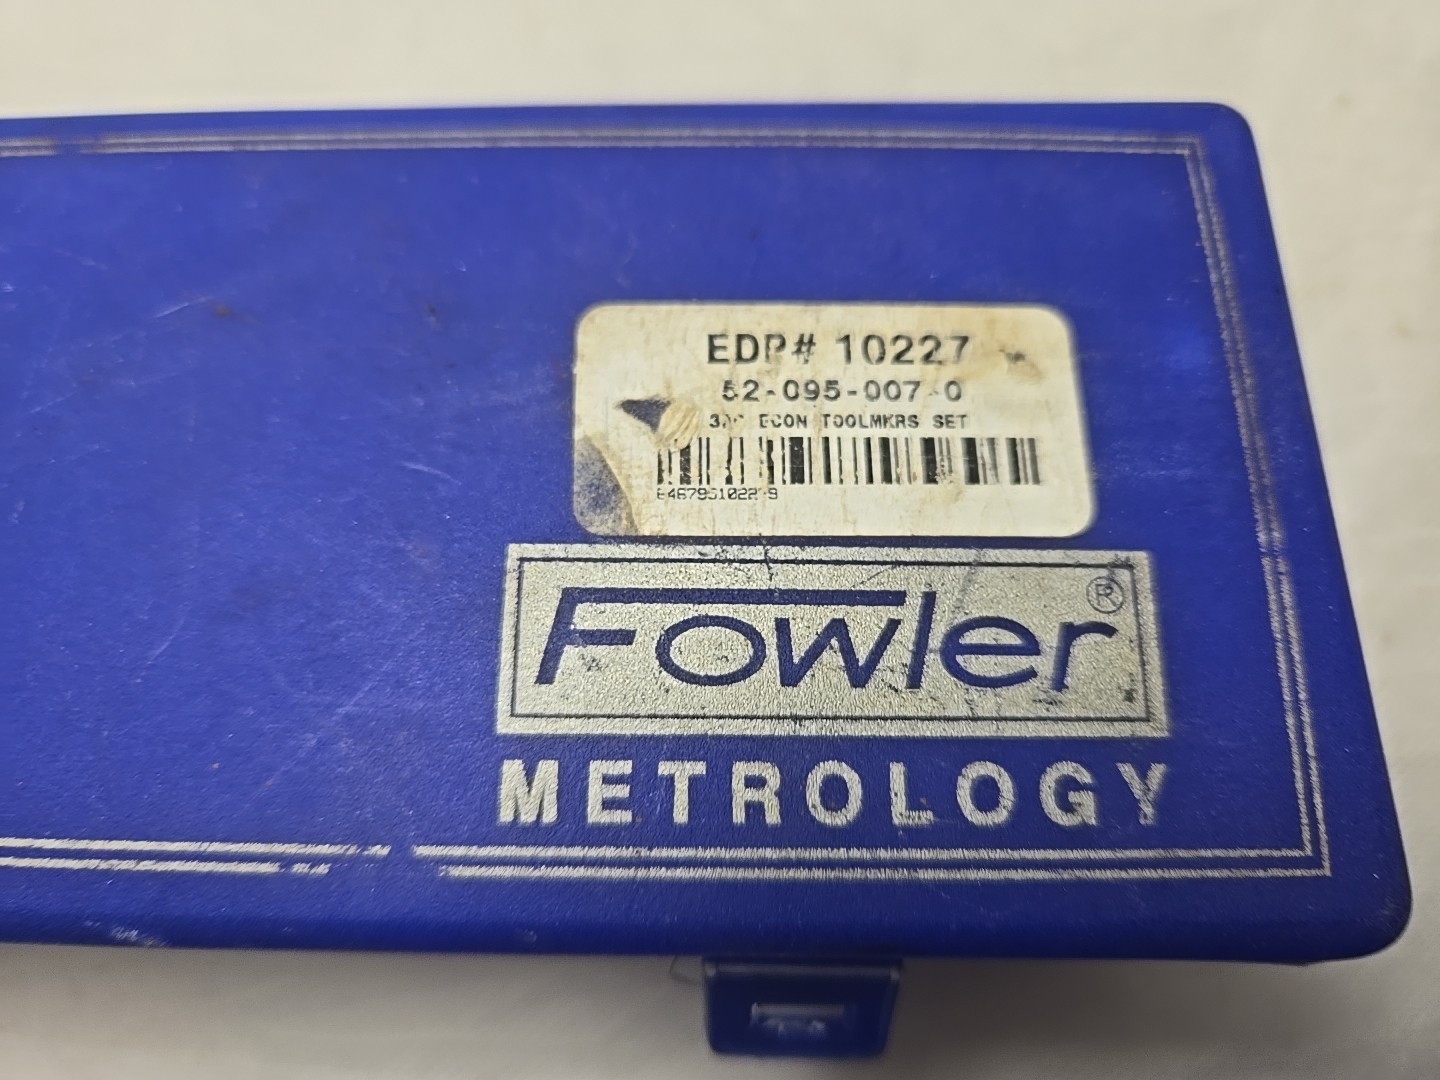 EDP# 10227
52-095-007-0
ECON TOOLMKRS SET
Fowler®
METROLOGY